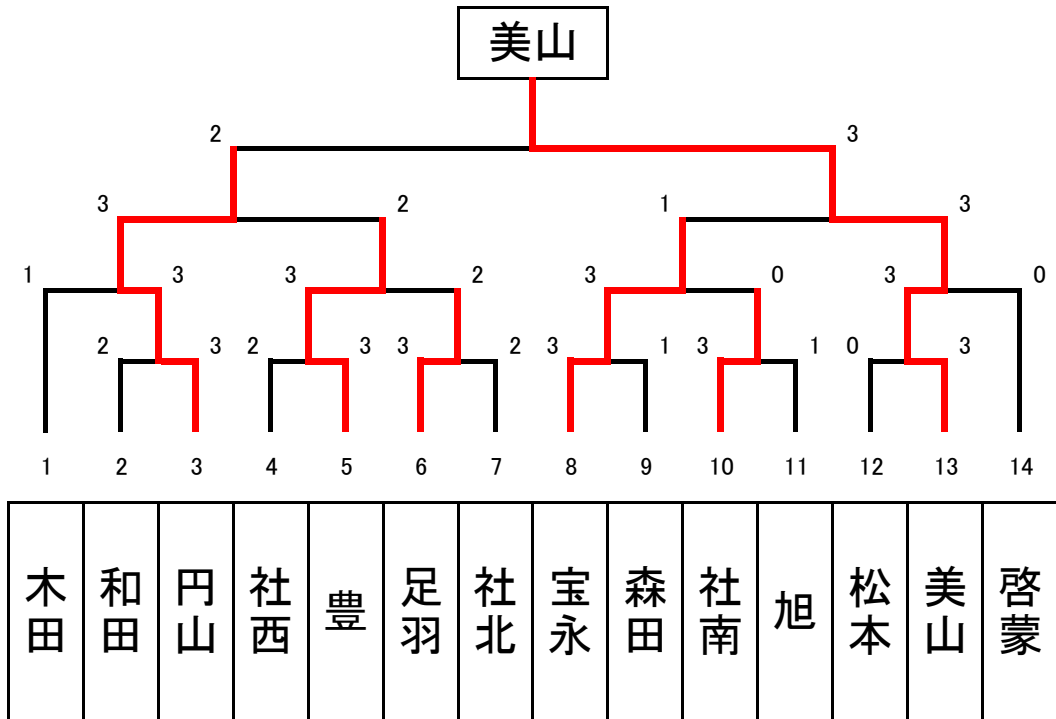 美山
2 3
3 2 1 3
1 3 3 2 3 0 3 0
2 3 2 3 3 2 3 1 3 1 0 3
1 2 3 4 5 6 7 8 9 10 11 12 13 14
木田
和田
円山
社西
豊
足羽
社北
宝永
森田
社南
旭
松本
美山
啓蒙